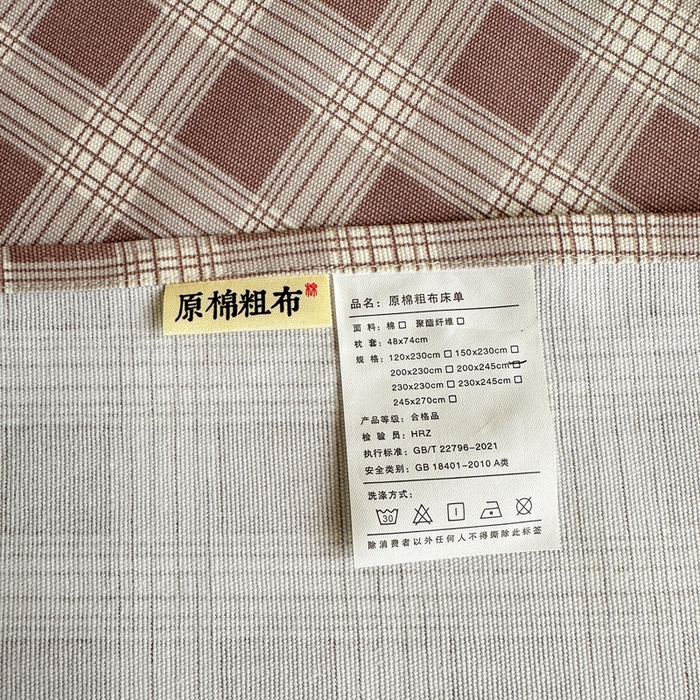 原棉粗布 棉
品名：原棉粗布床单
面 料：棉□ 聚酯纤维□
枕 套：48x74cm
规 格：120x230cm□ 150x230cm□
200x230cm□ 200x245cm□
230x230cm□ 230x245cm□
245x270cm□
产品等级：合格品
检 验 员：HRZ
执行标准：GB/T 22796-2021
安全类别：GB 18401-2010 A类
洗涤方式：
30
除消费者以外任何人不得撕除此标签